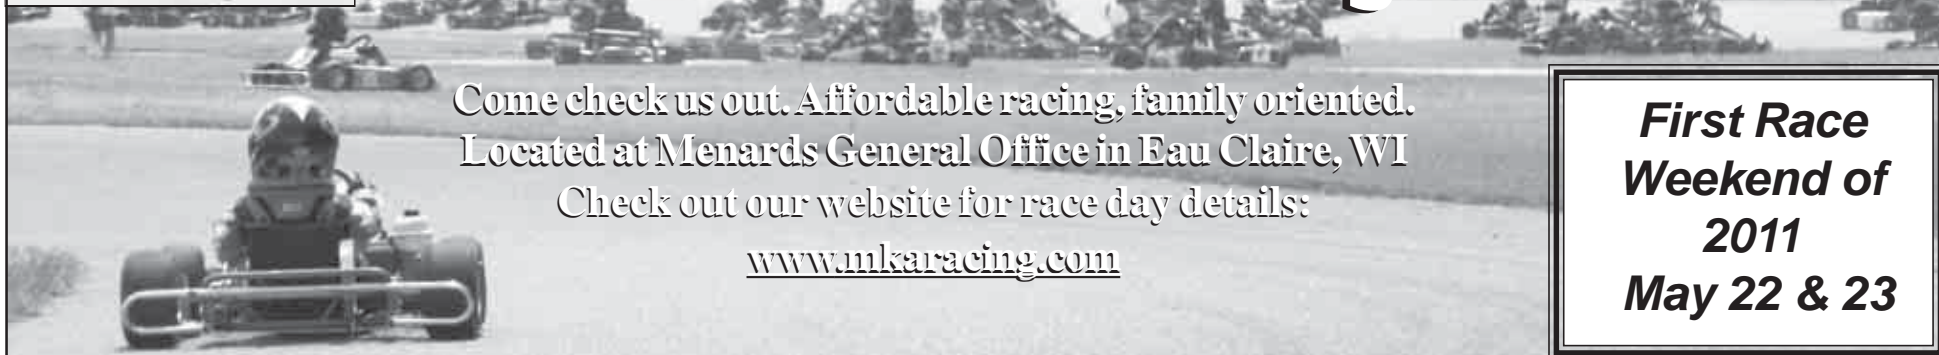 Come check us out. Affordable racing, family oriented.
Located at Menards General Office in Eau Claire, WI
Check out our website for race day details:
www.mkaracing.com
First Race
Weekend of
2011
May 22 & 23